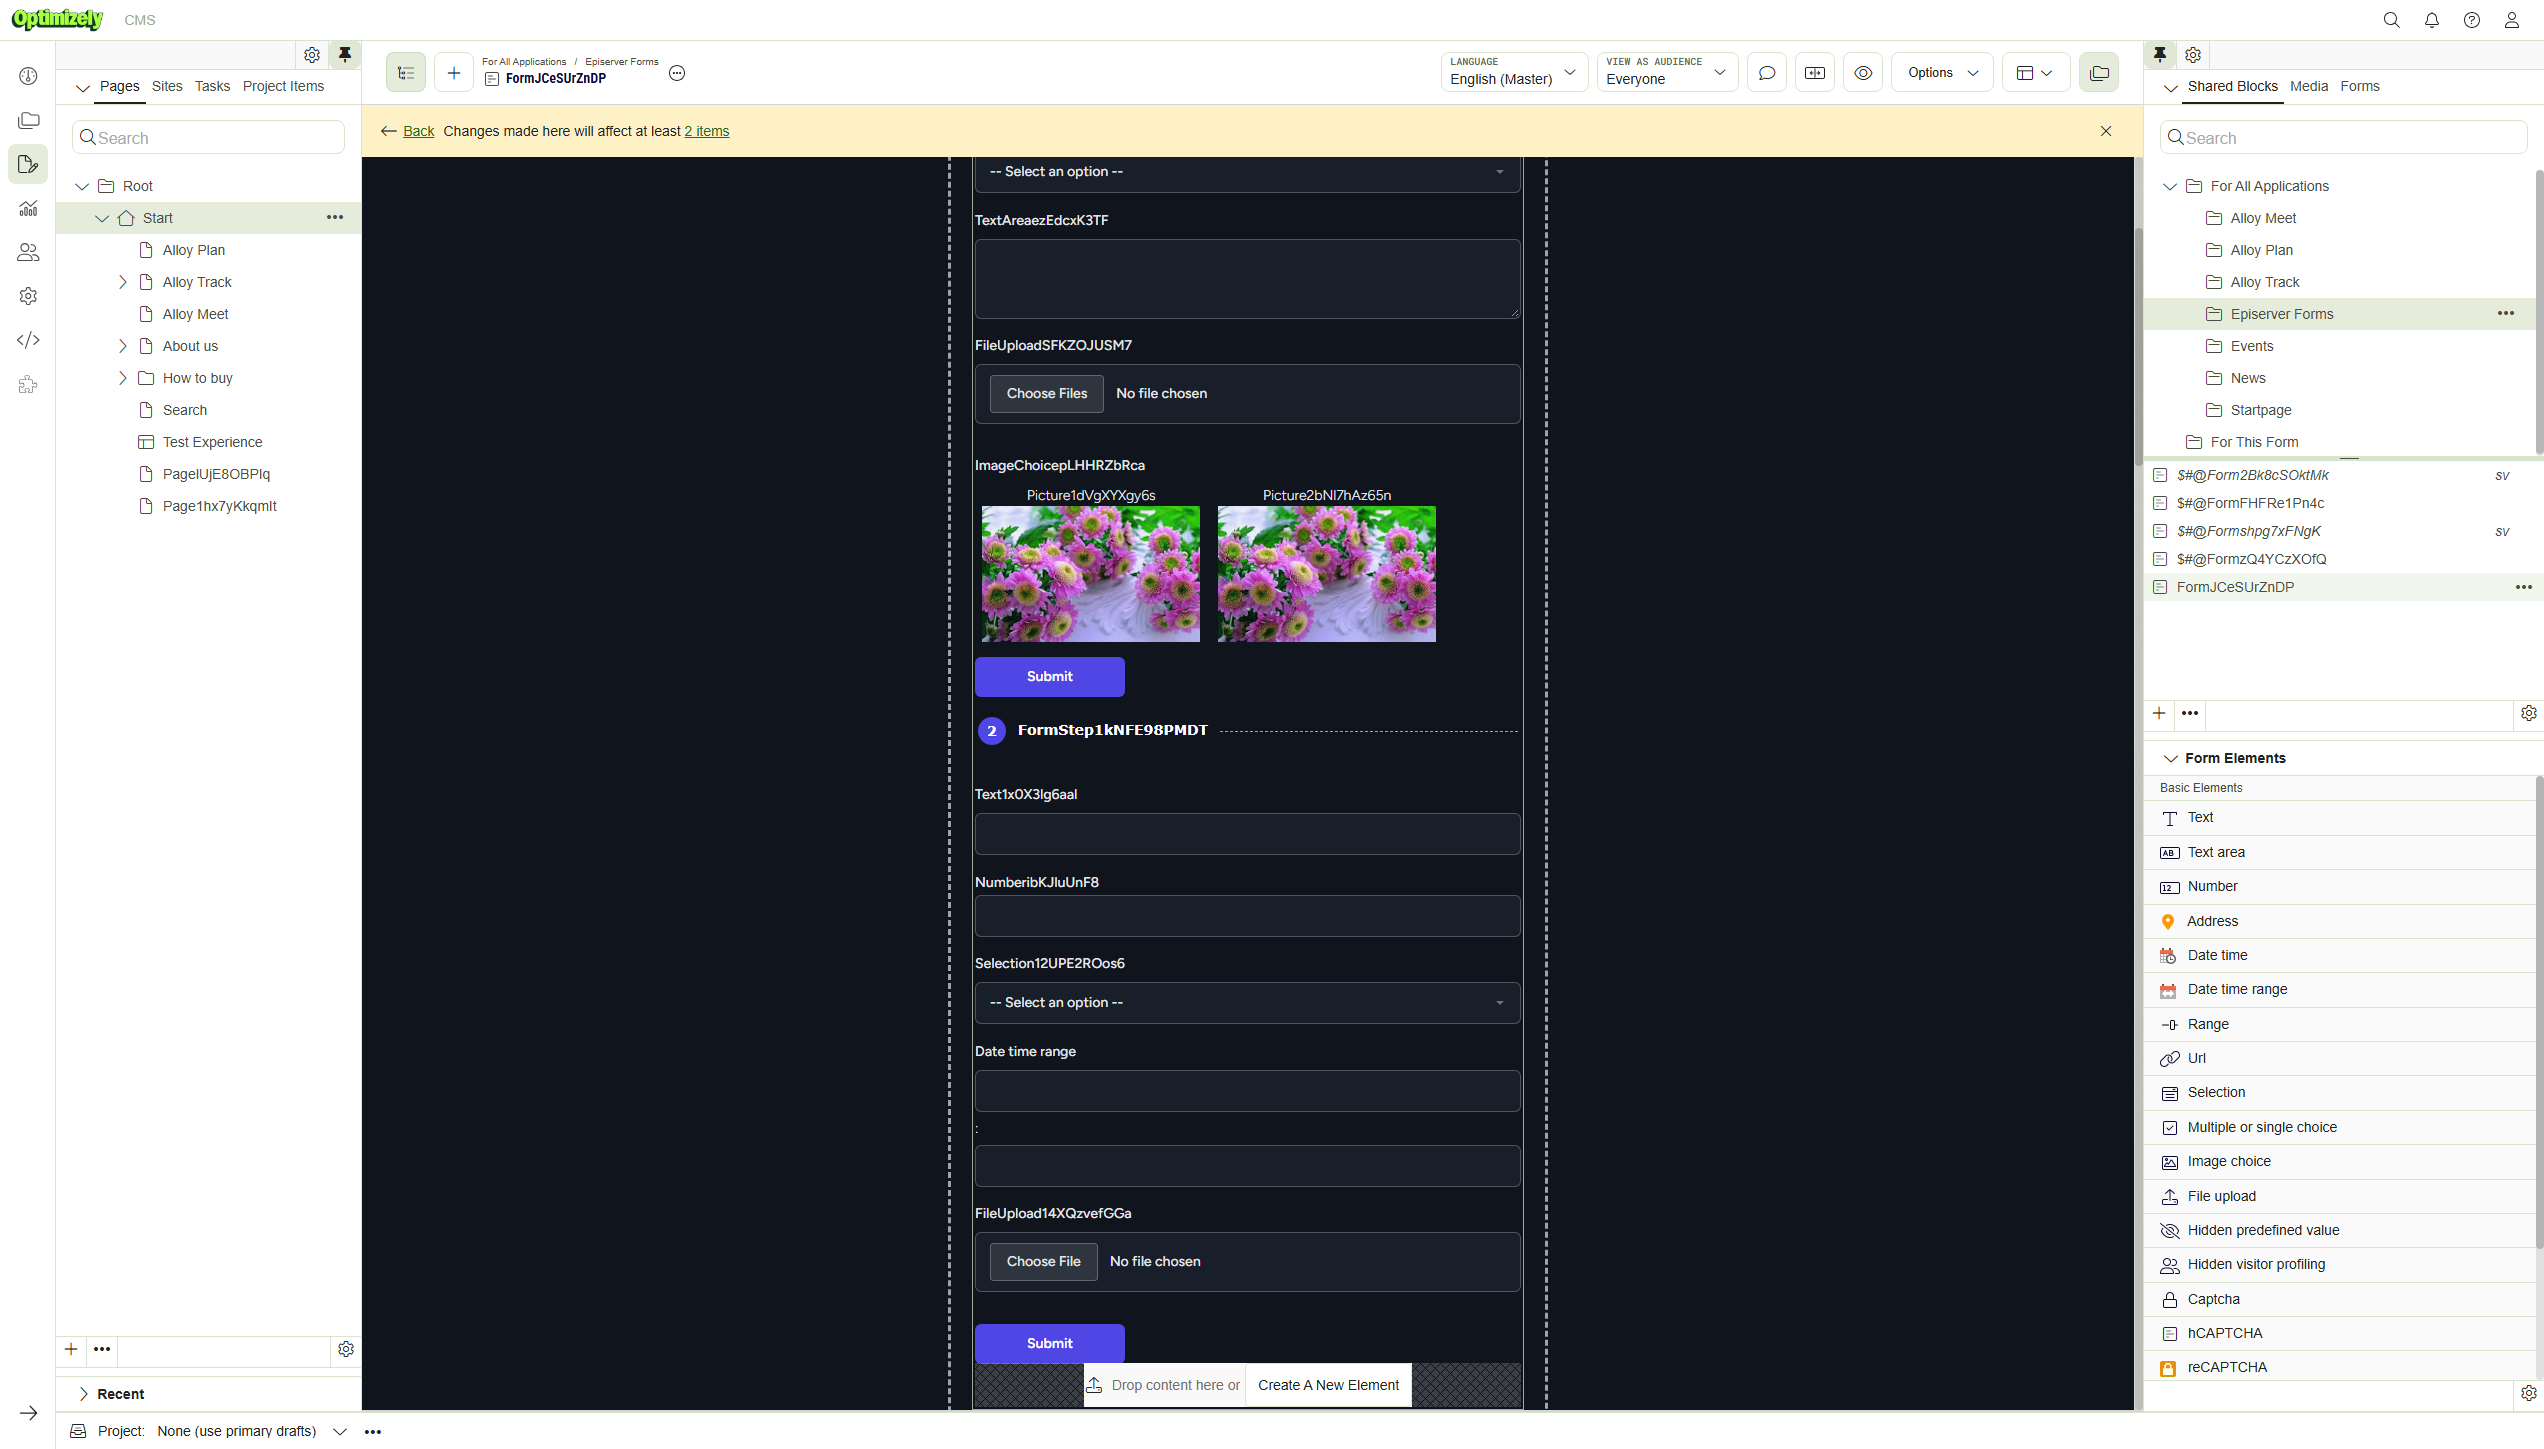 Optimizely CMS
Pages Sites Tasks Project Items
Search
Root
Start
Alloy Plan
Alloy Track
Alloy Meet
About us
How to buy
Search
Test Experience
PageIUjE8OBPIq
Page1hx7yKkqmIt
Recent
Project: None (use primary drafts)
For All Applications / Episerver Forms
FormJCeSUrZnDP
LANGUAGE
English (Master)
VIEW AS AUDIENCE
Everyone
Options
Back Changes made here will affect at least 2 items
-- Select an option --
TextAreaezEdcxK3TF
FileUploadSFKZOJUSM7
Choose Files No file chosen
ImageChoicepLHHRZbRca
Picture1dVgXYXgy6s Picture2bNl7hAz65n
Submit
2 FormStep1kNFE98PMDT
Text1x0X3Ig6aal
NumberibKJluUnF8
Selection12UPE2ROos6
-- Select an option --
Date time range
:
FileUpload14XQzvefGGa
Choose File No file chosen
Submit
Drop content here or Create A New Element
Shared Blocks Media Forms
Search
For All Applications
Alloy Meet
Alloy Plan
Alloy Track
Episerver Forms
Events
News
Startpage
For This Form
$#@Form2Bk8cSOktMk sv
$#@FormFHFRe1Pn4c
$#@Formshpg7xFNgK sv
$#@FormzQ4YCzXOfQ
FormJCeSUrZnDP
Form Elements
Basic Elements
Text
Text area
Number
Address
Date time
Date time range
Range
Url
Selection
Multiple or single choice
Image choice
File upload
Hidden predefined value
Hidden visitor profiling
Captcha
hCAPTCHA
reCAPTCHA